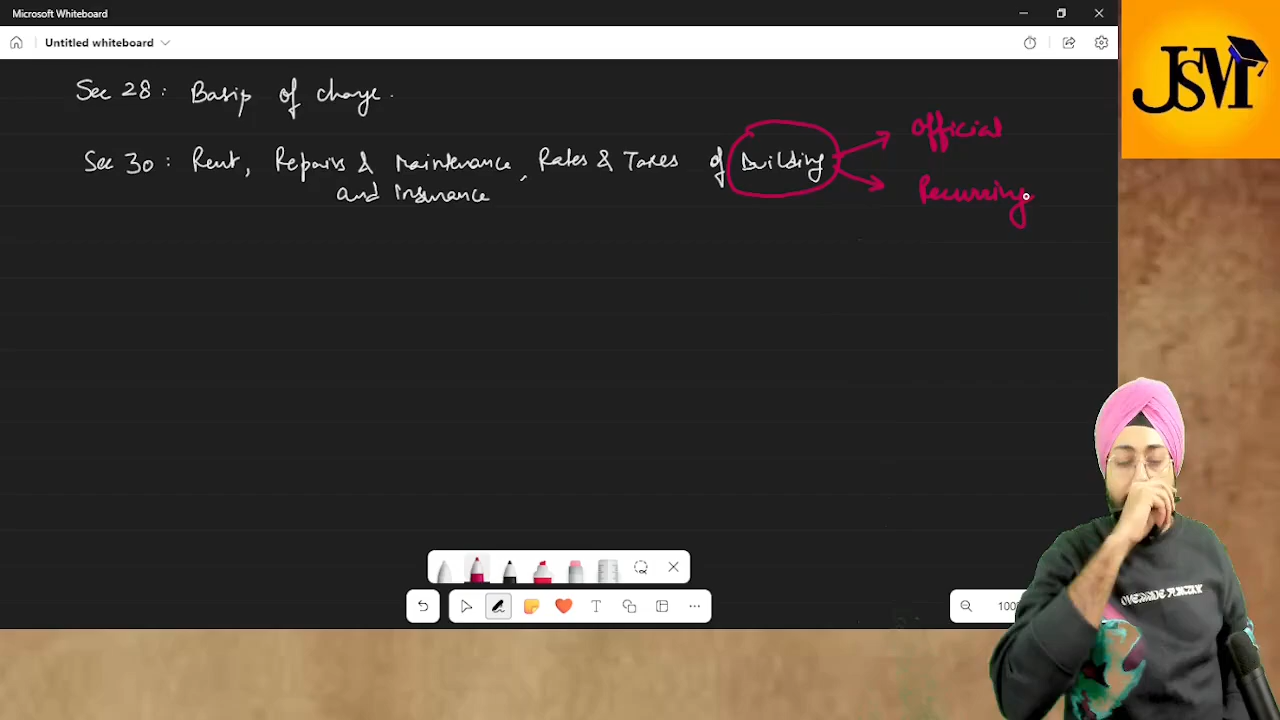 Microsoft Whiteboard
Untitled whiteboard
JSM
Sec 28: Basis of charge.
Official
Sec 30: Rent, Repairs & Maintenance, Rates & Taxes of Building
and Insurance
Recurring
100